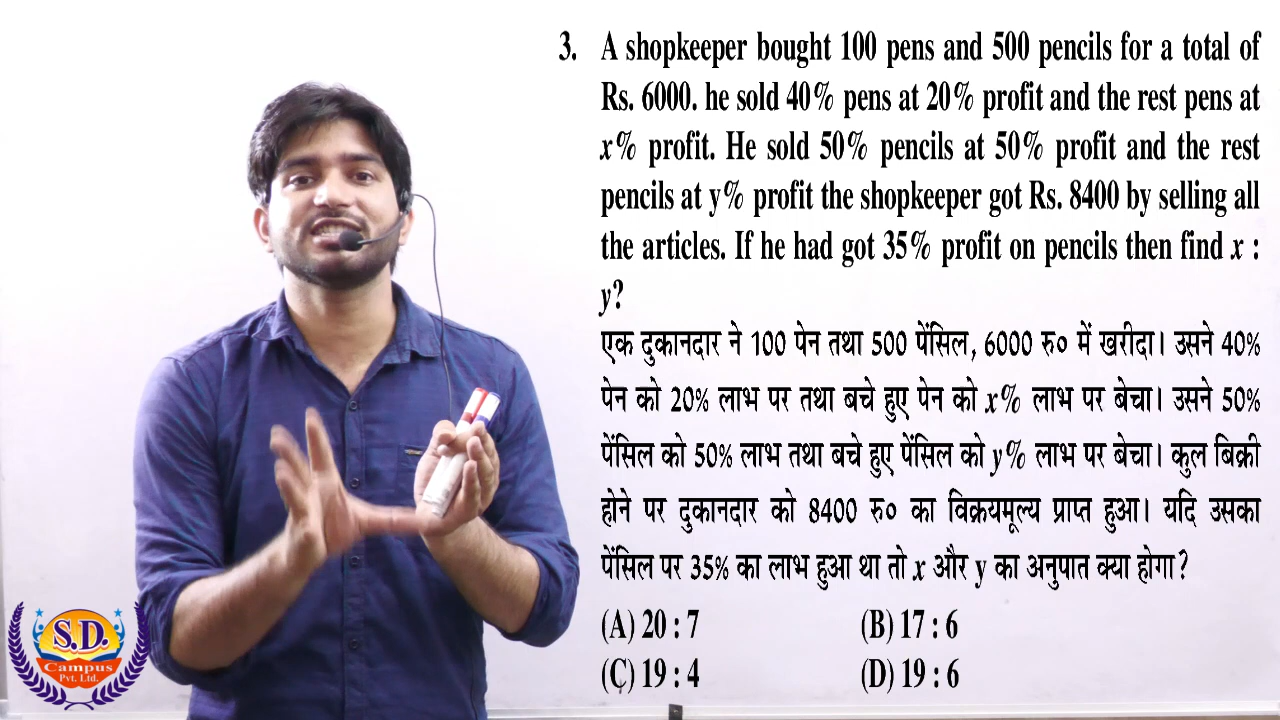 3. A shopkeeper bought 100 pens and 500 pencils for a total of
Rs. 6000. he sold 40% pens at 20% profit and the rest pens at
x% profit. He sold 50% pencils at 50% profit and the rest
pencils at y% profit the shopkeeper got Rs. 8400 by selling all
the articles. If he had got 35% profit on pencils then find x :
y?
एक दुकानदार ने 100 पेन तथा 500 पेंसिल, 6000 रु० में खरीदा। उसने 40%
पेन को 20% लाभ पर तथा बचे हुए पेन को x% लाभ पर बेचा। उसने 50%
पेंसिल को 50% लाभ तथा बचे हुए पेंसिल को y% लाभ पर बेचा। कुल बिक्री
होने पर दुकानदार को 8400 रु० का विक्रयमूल्य प्राप्त हुआ। यदि उसका
पेंसिल पर 35% का लाभ हुआ था तो x और y का अनुपात क्या होगा?
(A) 20 : 7 (B) 17 : 6
(C) 19 : 4 (D) 19 : 6
S.D.
Campus
Pvt. Ltd.